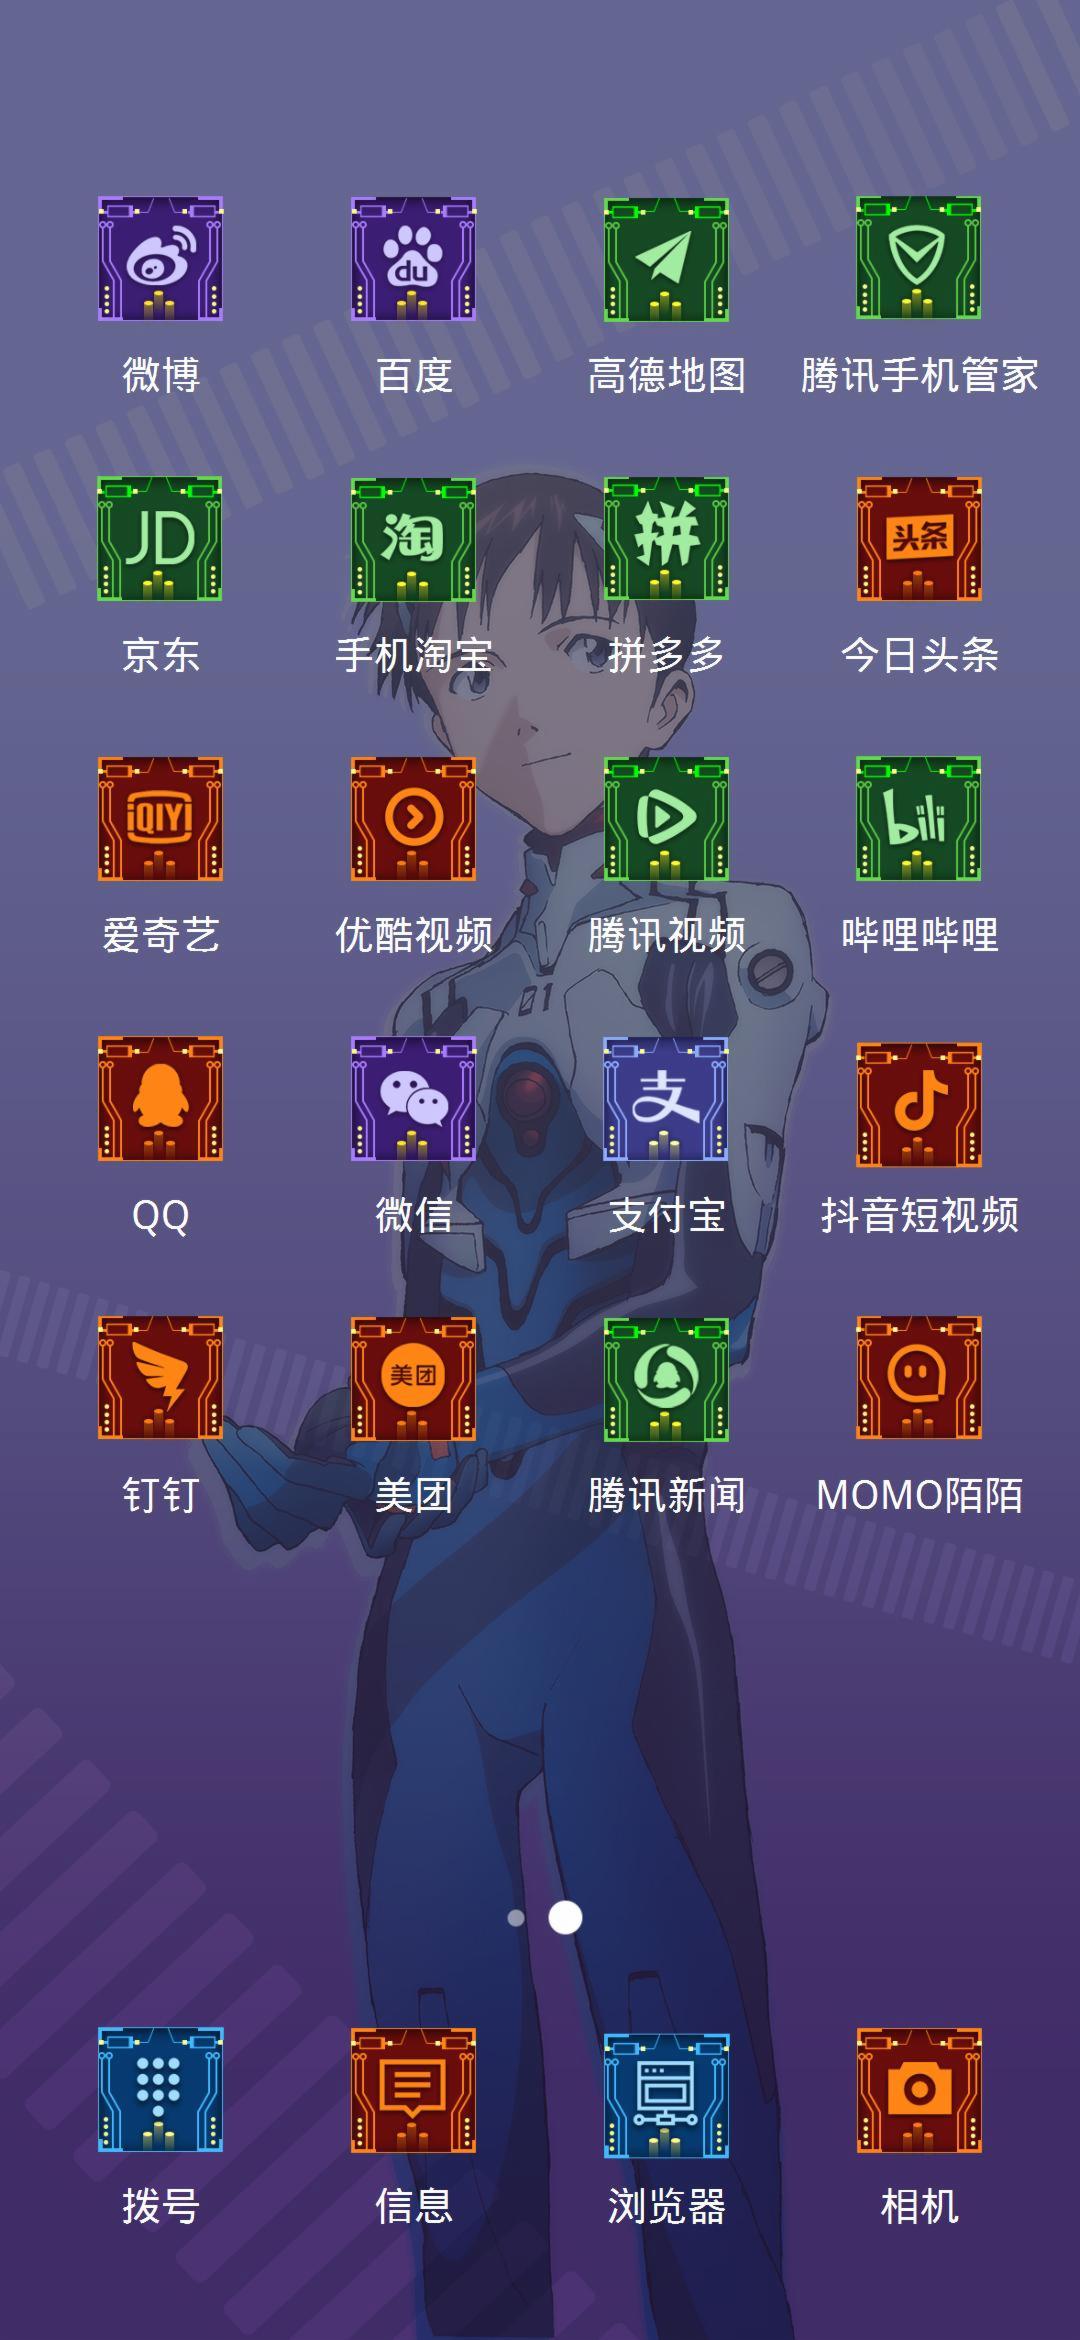 du
微博
百度
高德地图
腾讯手机管家
JD
淘
拼
头条
京东
手机淘宝
拼多多
今日头条
iQIYI
bili
爱奇艺
优酷视频
腾讯视频
哔哩哔哩
01
支
QQ
微信
支付宝
抖音短视频
美团
钉钉
美团
腾讯新闻
MOMO陌陌
拨号
信息
浏览器
相机